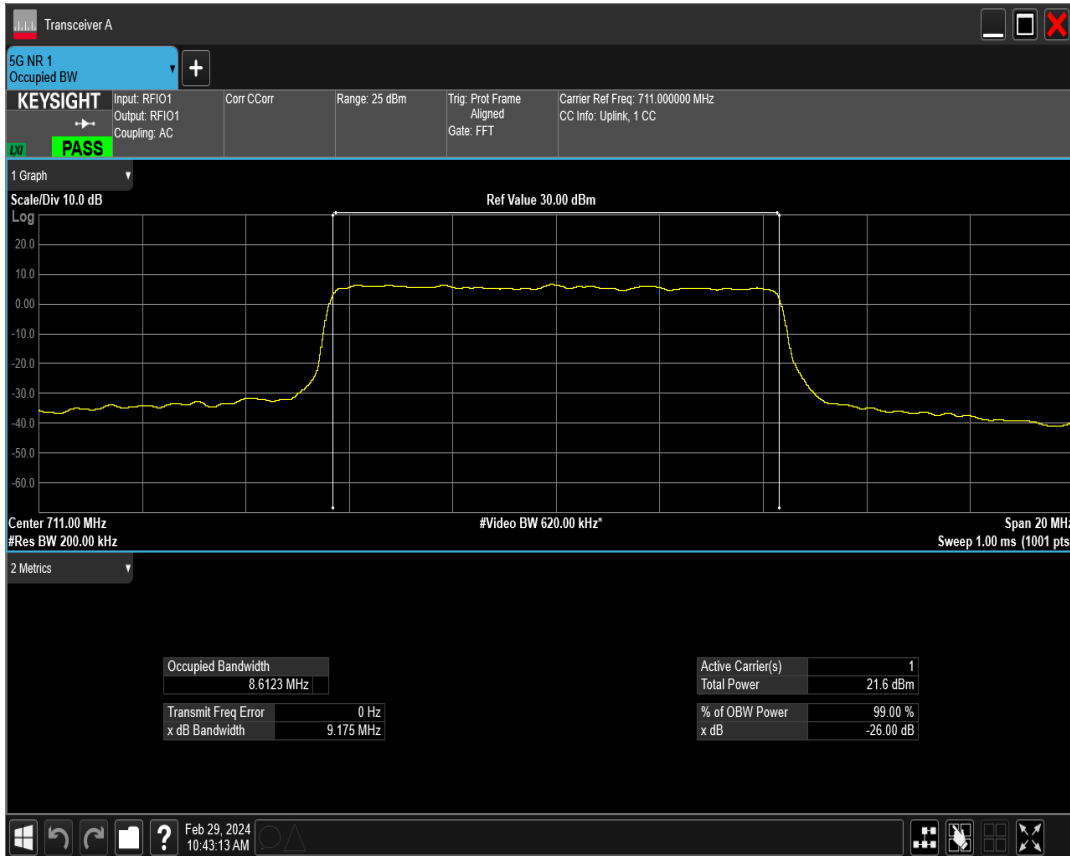 Transceiver A
5G NR 1
Occupied BW
+
KEYSIGHT
LXI
PASS
Input: RFIO1
Output: RFIO1
Coupling: AC
Corr CCorr
Range: 25 dBm
Trig: Prot Frame
Aligned
Gate: FFT
Carrier Ref Freq: 711.000000 MHz
CC Info: Uplink, 1 CC
1 Graph
Scale/Div 10.0 dB
Ref Value 30.00 dBm
Log
20.0
10.0
0.00
-10.0
-20.0
-30.0
-40.0
-50.0
-60.0
Center 711.00 MHz
#Video BW 620.00 kHz*
Span 20 MHz
#Res BW 200.00 kHz
Sweep 1.00 ms (1001 pts
2 Metrics
Occupied Bandwidth
8.6123 MHz
Transmit Freq Error 0 Hz
x dB Bandwidth 9.175 MHz
Active Carrier(s) 1
Total Power 21.6 dBm
% of OBW Power 99.00 %
x dB -26.00 dB
?
Feb 29, 2024
10:43:13 AM